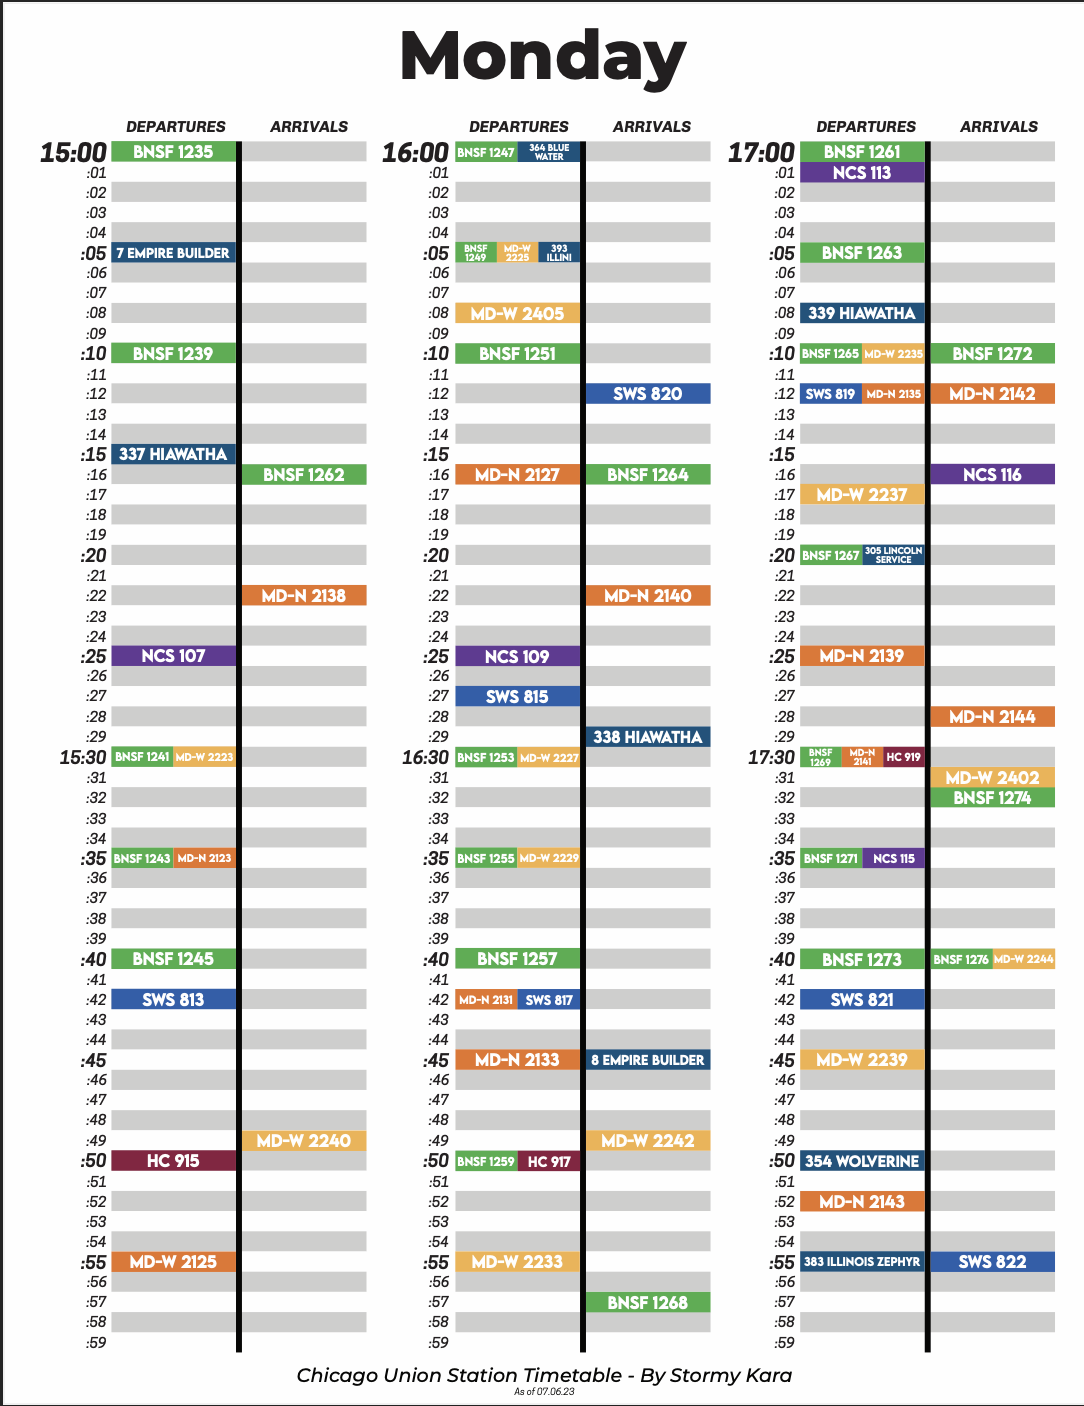 Monday
DEPARTURES ARRIVALS DEPARTURES ARRIVALS DEPARTURES ARRIVALS
15:00 BNSF 1235 16:00 BNSF 1247 364 BLUE WATER 17:00 BNSF 1261
:01 :01 :01 NCS 113
:02 :02 :02
:03 :03 :03
:04 :04 :04
:05 7 EMPIRE BUILDER :05 BNSF 1249 MD-W 2225 393 ILLINI :05 BNSF 1263
:06 :06 :06
:07 :07 :07
:08 :08 MD-W 2405 :08 339 HIAWATHA
:09 :09 :09
:10 BNSF 1239 :10 BNSF 1251 :10 BNSF 1265 MD-W 2235 BNSF 1272
:11 :11 :11
:12 :12 SWS 820 :12 SWS 819 MD-N 2135 MD-N 2142
:13 :13 :13
:14 :14 :14
:15 337 HIAWATHA :15 :15
:16 BNSF 1262 :16 MD-N 2127 BNSF 1264 :16 NCS 116
:17 :17 :17 MD-W 2237
:18 :18 :18
:19 :19 :19
:20 :20 :20 BNSF 1267 305 LINCOLN SERVICE
:21 :21 :21
:22 MD-N 2138 :22 MD-N 2140 :22
:23 :23 :23
:24 :24 :24
:25 NCS 107 :25 NCS 109 :25 MD-N 2139
:26 :26 :26
:27 :27 SWS 815 :27
:28 :28 :28 MD-N 2144
:29 :29 338 HIAWATHA :29
15:30 BNSF 1241 MD-W 2223 16:30 BNSF 1253 MD-W 2227 17:30 BNSF 1269 MD-N 2141 HC 919
:31 :31 :31 MD-W 2402
:32 :32 :32 BNSF 1274
:33 :33 :33
:34 :34 :34
:35 BNSF 1243 MD-N 2123 :35 BNSF 1255 MD-W 2229 :35 BNSF 1271 NCS 115
:36 :36 :36
:37 :37 :37
:38 :38 :38
:39 :39 :39
:40 BNSF 1245 :40 BNSF 1257 :40 BNSF 1273 BNSF 1276 MD-W 2244
:41 :41 :41
:42 SWS 813 :42 MD-N 2131 SWS 817 :42 SWS 821
:43 :43 :43
:44 :44 :44
:45 :45 MD-N 2133 8 EMPIRE BUILDER :45 MD-W 2239
:46 :46 :46
:47 :47 :47
:48 :48 :48
:49 MD-W 2240 :49 MD-W 2242 :49
:50 HC 915 :50 BNSF 1259 HC 917 :50 354 WOLVERINE
:51 :51 :51
:52 :52 :52 MD-N 2143
:53 :53 :53
:54 :54 :54
:55 MD-W 2125 :55 MD-W 2233 :55 383 ILLINOIS ZEPHYR SWS 822
:56 :56 :56
:57 :57 BNSF 1268 :57
:58 :58 :58
:59 :59 :59
Chicago Union Station Timetable - By Stormy Kara
As of 07.06.23